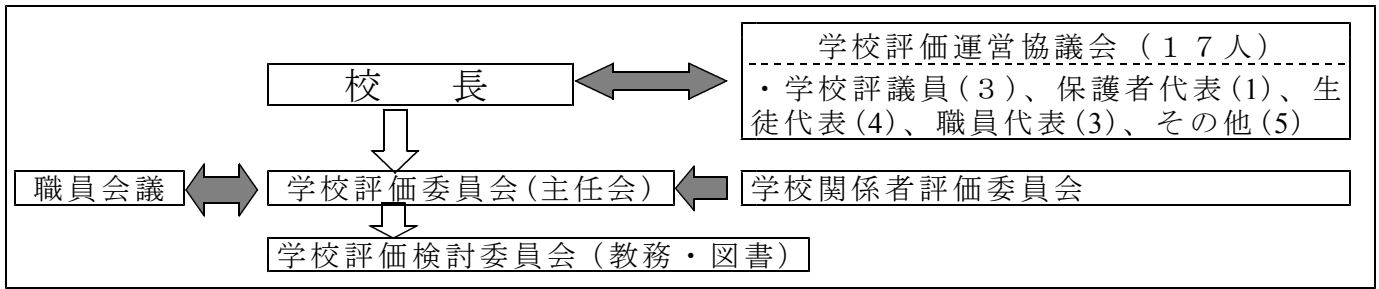 学校評価運営協議会（１７人）
校　　長
・学校評議員(３)、保護者代表(1)、生
徒代表(4)、職員代表(3)、その他(5)
職員会議
学校評価委員会(主任会)
学校関係者評価委員会
学校評価検討委員会（教務・図書）